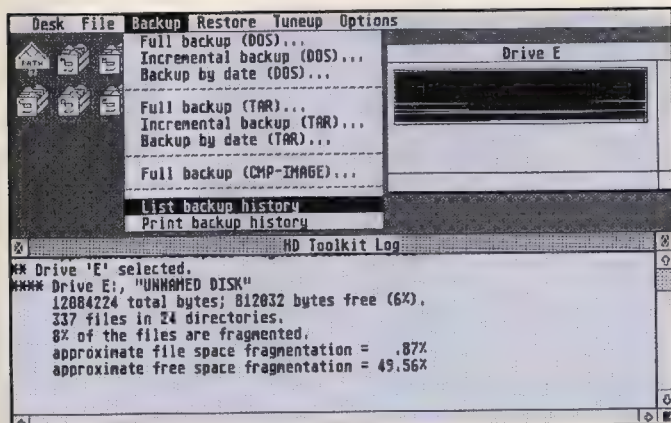 Desk File Backup Restore Tuneup Options
Full backup (DOS)...
Incremental backup (DOS)...
Backup by date (DOS)...
Full backup (TAR)...
Incremental backup (TAR)...
Backup by date (TAR)...
Full backup (CMP-IMAGE)...
List backup history
Print backup history
PATH
Drive E
HD Toolkit Log
** Drive 'E' selected.
**** Drive E:, "UNNAMED DISK"
12084224 total bytes; 812032 bytes free (6%).
337 files in 24 directories.
8% of the files are fragmented.
approximate file space fragmentation = .87%
approximate free space fragmentation = 49.56%